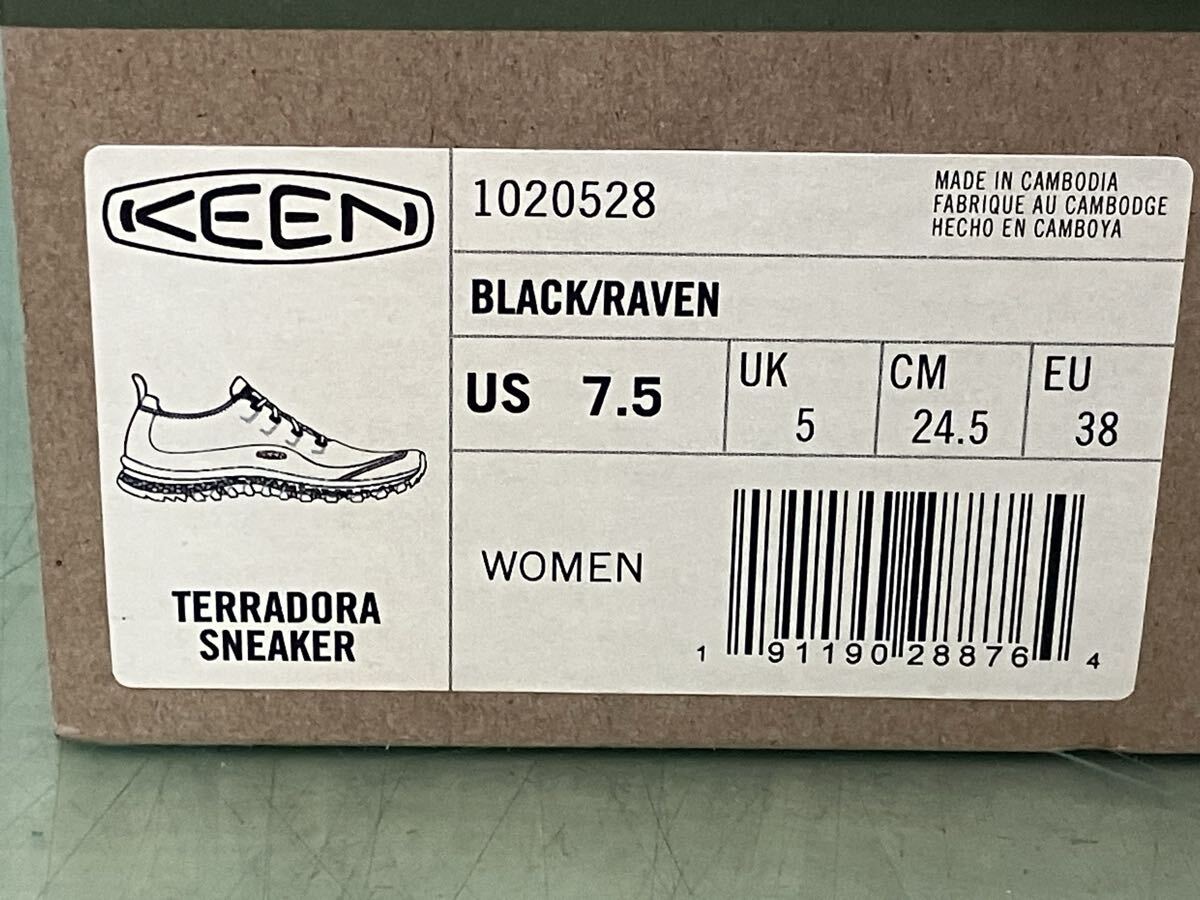 KEEN
TERRADORA
SNEAKER
1020528
MADE IN CAMBODIA
FABRIQUE AU CAMBODGE
HECHO EN CAMBOYA
BLACK/RAVEN
US 7.5
UK
5
CM
24.5
EU
38
WOMEN
1 91190 28876 4